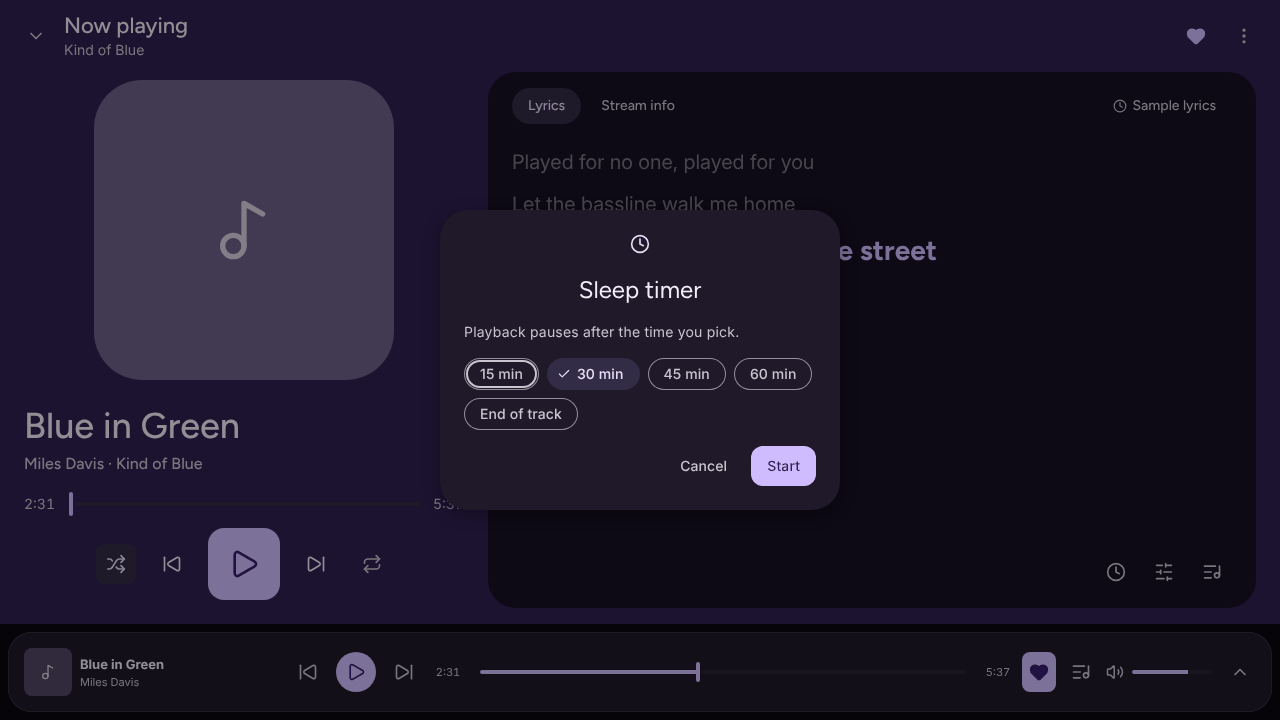 Now playing
Kind of Blue
Lyrics
Stream info
Sample lyrics
Played for no one, played for you
Let the bassline walk me home
street
Sleep timer
Playback pauses after the time you pick.
15 min
30 min
45 min
60 min
End of track
Cancel
Start
Blue in Green
Miles Davis · Kind of Blue
2:31
Blue in Green
Miles Davis
2:31
5:37